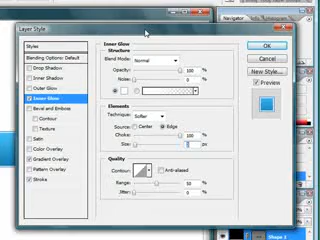 Layer Style
Styles
Blending Options: Default
Drop Shadow
Inner Shadow
Outer Glow
Inner Glow
Bevel and Emboss
Contour
Texture
Satin
Color Overlay
Gradient Overlay
Pattern Overlay
Stroke
Inner Glow
Structure
Blend Mode: Normal
Opacity: 100 %
Noise: 0 %
Elements
Technique: Softer
Source: Center Edge
Choke: 100 %
Size: px
Quality
Contour: Anti-aliased
Range: 50 %
Jitter: 0 %
OK
Cancel
New Style...
Preview
Navigator
Shape 1